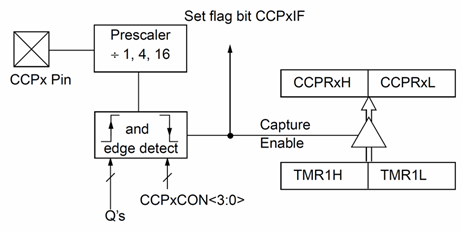 Set flag bit CCPxIF
Prescaler
÷ 1, 4, 16
CCPx Pin
CCPRxH CCPRxL
and
edge detect
Capture
Enable
TMR1H TMR1L
CCPxCON<3:0>
Q's